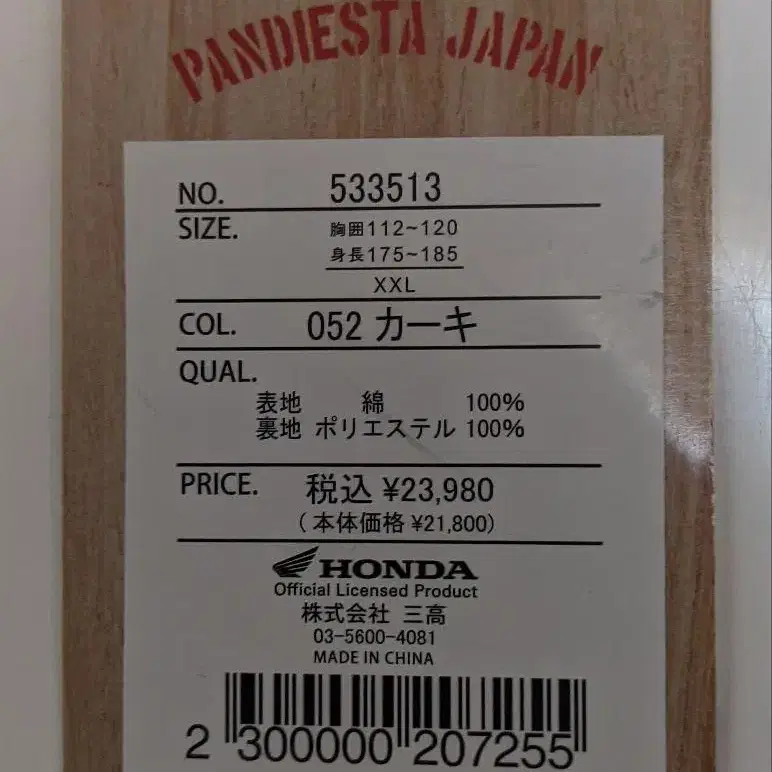 PANDIESTA JAPAN
NO. 533513
SIZE. 胸囲112~120
身長175~185
XXL
COL. 052 カーキ
QUAL.
表地 綿 100%
裏地 ポリエステル 100%
PRICE. 税込 ¥23,980
(本体価格 ¥21,800)
HONDA
Official Licensed Product
株式会社 三高
03-5600-4081
MADE IN CHINA
2 300000 207255